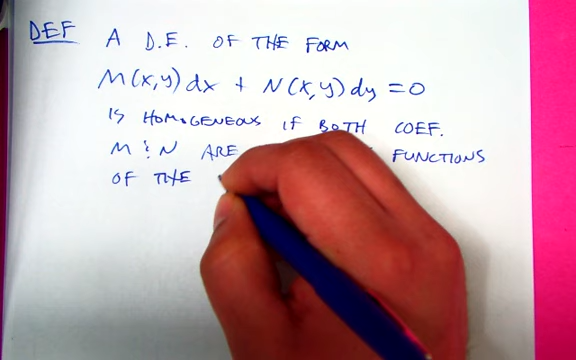 DEF A D.E. OF THE FORM
M(x,y)dx + N(x,y)dy = 0
IS HOMOGENEOUS IF BOTH COEF.
M & N ARE FUNCTIONS
OF THE